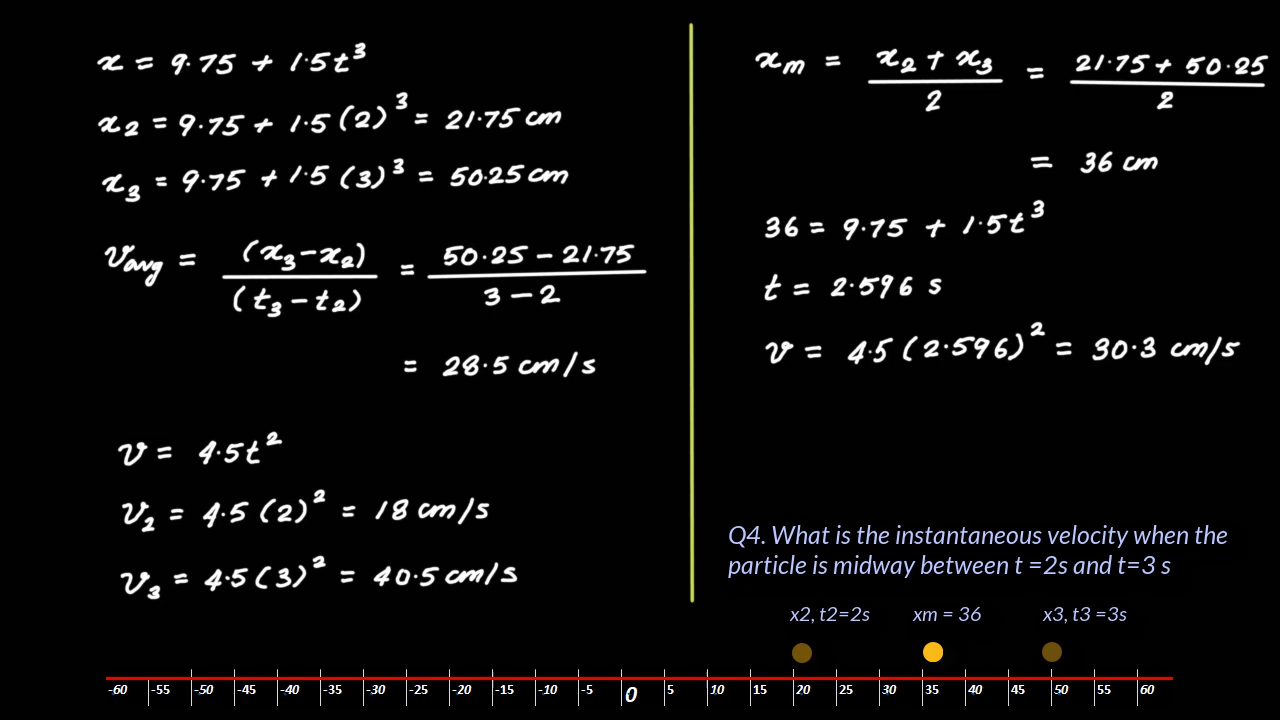 x = 9.75 + 1.5t³
x₂ = 9.75 + 1.5(2)³ = 21.75 cm
x₃ = 9.75 + 1.5(3)³ = 50.25 cm
v_avg = (x₃-x₂) / (t₃-t₂) = 50.25 - 21.75 / 3-2
= 28.5 cm/s
v = 4.5t²
v₂ = 4.5(2)² = 18 cm/s
v₃ = 4.5(3)² = 40.5 cm/s
x_m = x₂ + x₃ / 2 = 21.75 + 50.25 / 2
= 36 cm
36 = 9.75 + 1.5t³
t = 2.596 s
v = 4.5(2.596)² = 30.3 cm/s
Q4. What is the instantaneous velocity when the
particle is midway between t =2s and t=3 s
x2, t2=2s xm = 36 x3, t3 =3s
-60 -55 -50 -45 -40 -35 -30 -25 -20 -15 -10 -5 0 5 10 15 20 25 30 35 40 45 50 55 60